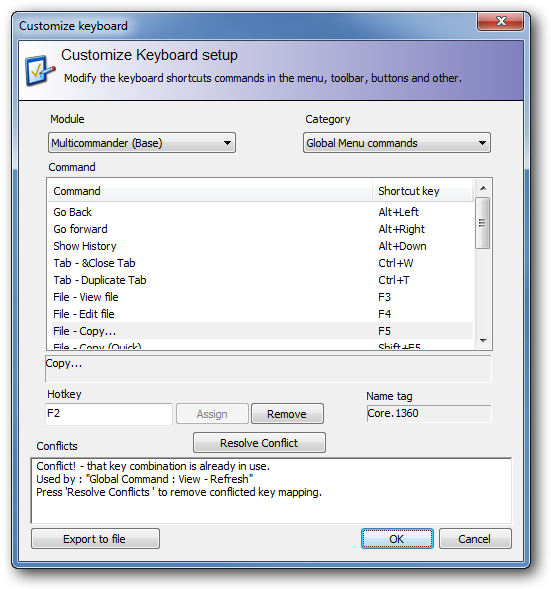 Customize keyboard
Customize Keyboard setup
Modify the keyboard shortcuts commands in the menu, toolbar, buttons and other.
Module Category
Multicommander (Base) Global Menu commands
Command
Command Shortcut key
Go Back Alt+Left
Go forward Alt+Right
Show History Alt+Down
Tab - &Close Tab Ctrl+W
Tab - Duplicate Tab Ctrl+T
File - View file F3
File - Edit file F4
File - Copy... F5
File - Copy (Quick) Shift+F5
Copy...
Hotkey Name tag
F2 Assign Remove Core.1360
Resolve Conflict
Conflicts
Conflict! - that key combination is already in use.
Used by : "Global Command : View - Refresh"
Press 'Resolve Conflicts ' to remove conflicted key mapping.
Export to file OK Cancel